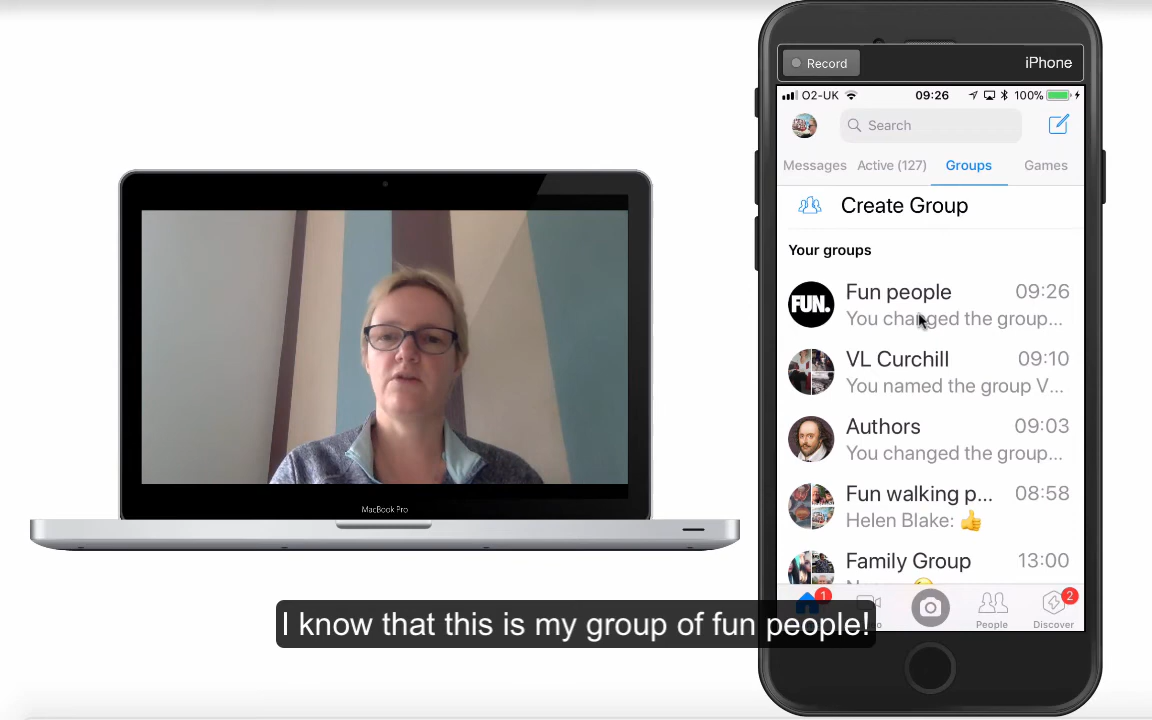 Record
iPhone
O2-UK 09:26 100%
Search
Messages Active (127) Groups Games
Create Group
Your groups
FUN.
Fun people 09:26
You changed the group...
VL Curchill 09:10
You named the group V...
Authors 09:03
You changed the group...
Fun walking p... 08:58
Helen Blake: 👍
Family Group 13:00
1
2
People
Discover
MacBook Pro
I know that this is my group of fun people!